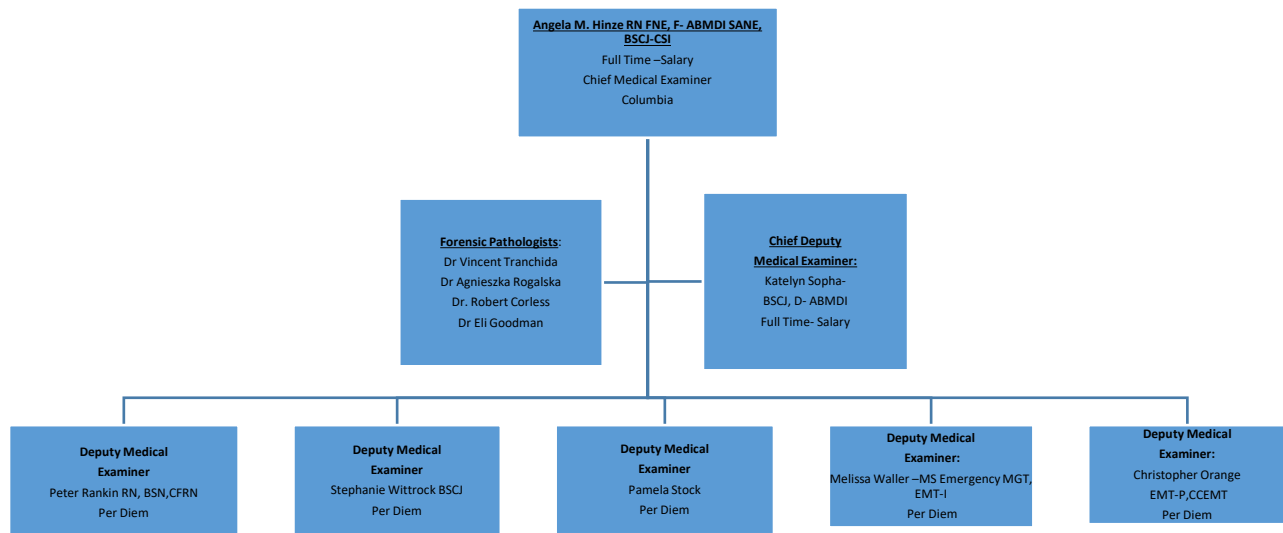 Angela M. Hinze RN FNE, F- ABMDI SANE,
BSCJ-CSI
Full Time –Salary
Chief Medical Examiner
Columbia
Forensic Pathologists:
Dr Vincent Tranchida
Dr Agnieszka Rogalska
Dr. Robert Corless
Dr Eli Goodman
Chief Deputy
Medical Examiner:
Katelyn Sopha-
BSCJ, D- ABMDI
Full Time- Salary
Deputy Medical
Examiner
Peter Rankin RN, BSN,CFRN
Per Diem
Deputy Medical
Examiner
Stephanie Wittrock BSCJ
Per Diem
Deputy Medical
Examiner
Pamela Stock
Per Diem
Deputy Medical
Examiner:
Melissa Waller –MS Emergency MGT,
EMT-I
Per Diem
Deputy Medical
Examiner:
Christopher Orange
EMT-P,CCEMT
Per Diem